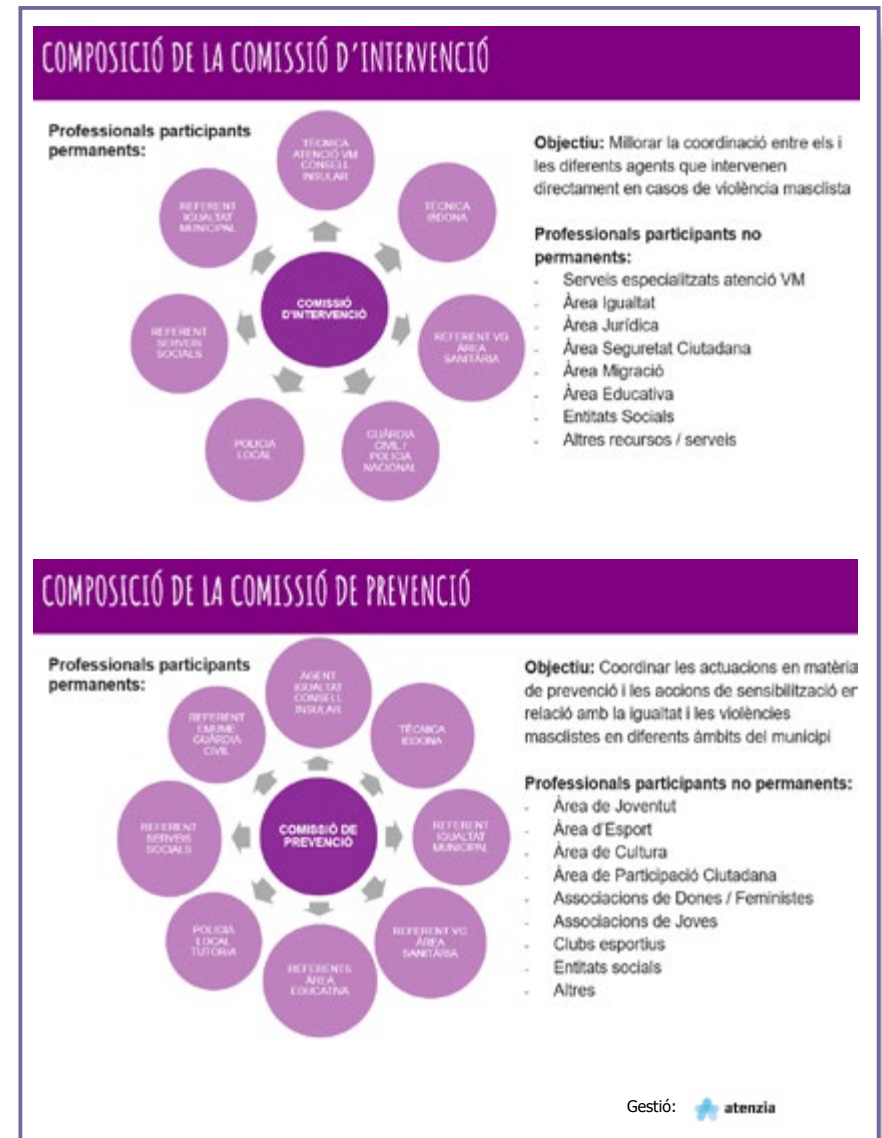 COMPOSICIÓ DE LA COMISSIÓ D'INTERVENCIÓ
Professionals participants
permanents:
TÈCNICA
ATENCIÓ VM
CONSELL
INSULAR
TÈCNICA
IBDONA
REFERENT VG
ÀREA
SANITÀRIA
GUÀRDIA
CIVIL /
POLICIA
NACIONAL
POLICIA
LOCAL
REFERENT
SERVEIS
SOCIALS
REFERENT
IGUALTAT
MUNICIPAL
COMISSIÓ
D'INTERVENCIÓ
Objectiu: Millorar la coordinació entre els i
les diferents agents que intervenen
directament en casos de violència masclista
Professionals participants no
permanents:
- Serveis especialitzats atenció VM
- Àrea Igualtat
- Àrea Jurídica
- Àrea Seguretat Ciutadana
- Àrea Migració
- Àrea Educativa
- Entitats Socials
- Altres recursos / serveis
COMPOSICIÓ DE LA COMISSIÓ DE PREVENCIÓ
Professionals participants
permanents:
AGENT
IGUALTAT
CONSELL
INSULAR
TÈCNICA
IBDONA
REFERENT
IGUALTAT
MUNICIPAL
REFERENT VG
ÀREA
SANITÀRIA
REFERENTS
ÀREA
EDUCATIVA
POLICIA
LOCAL
TUTORIA
REFERENT
SERVEIS
SOCIALS
REFERENT
EMUME
GUÀRDIA
CIVIL
COMISSIÓ DE
PREVENCIÓ
Objectiu: Coordinar les actuacions en matèria
de prevenció i les accions de sensibilització en
relació amb la igualtat i les violències
masclistes en diferents àmbits del municipi
Professionals participants no permanents:
- Àrea de Joventut
- Àrea d'Esport
- Àrea de Cultura
- Àrea de Participació Ciutadana
- Associacions de Dones / Feministes
- Associacions de Joves
- Clubs esportius
- Entitats socials
- Altres
Gestió: atenzia